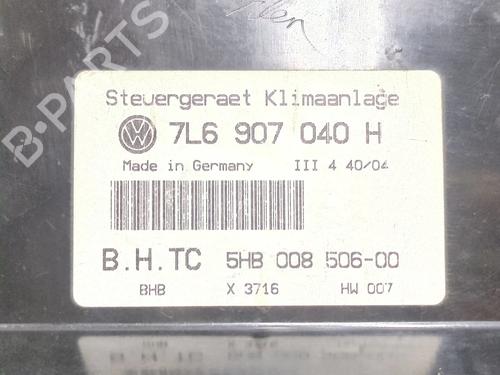 B-PARTS
Steuergeraet Klimaanlage
7L6 907 040 H
Made in Germany III 4 40/04
B.H.TC 5HB 008 506-00
BHB X 3716 HW 007